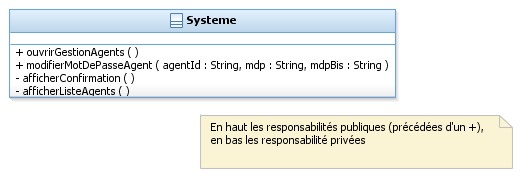 Systeme
+ ouvrirGestionAgents ( )
+ modifierMotDePasseAgent ( agentId : String, mdp : String, mdpBis : String )
- afficherConfirmation ( )
- afficherListeAgents ( )
En haut les responsabilités publiques (précédées d'un +),
en bas les responsabilité privées